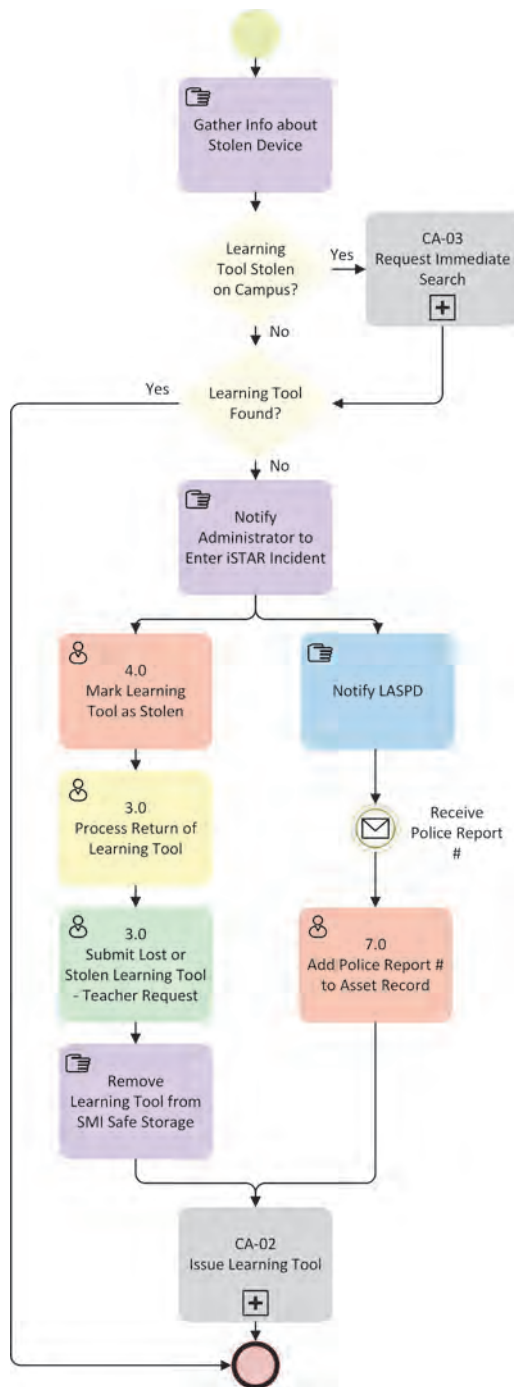 Gather Info about
Stolen Device
Learning
Tool Stolen
on Campus?
Yes
CA-03
Request Immediate
Search
No
Yes
Learning Tool
Found?
No
Notify
Administrator to
Enter iSTAR Incident
4.0
Mark Learning
Tool as Stolen
Notify LASPD
3.0
Process Return of
Learning Tool
Receive
Police Report
#
3.0
Submit Lost or
Stolen Learning Tool
- Teacher Request
7.0
Add Police Report #
to Asset Record
Remove
Learning Tool from
SMI Safe Storage
CA-02
Issue Learning Tool